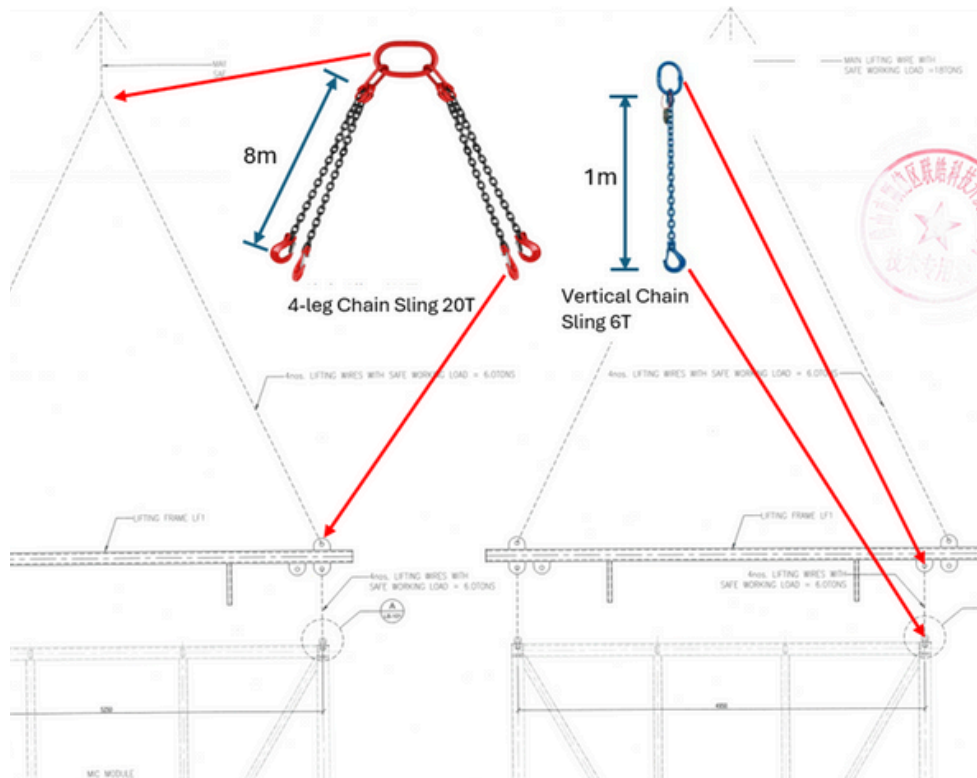 MAIN LIFTING WIRE WITH
SAFE WORKING LOAD =18TONS
8m
1m
4-leg Chain Sling 20T
Vertical Chain
Sling 6T
4nos. LIFTING WIRES WITH SAFE WORKING LOAD = 6.0TONS
4nos. LIFTING WIRES WITH SAFE WORKING LOAD = 6.0TONS
LIFTING FRAME LF1
LIFTING FRAME LF1
4nos. LIFTING WIRES WITH
SAFE WORKING LOAD = 6.0TONS
4nos. LIFTING WIRES WITH
SAFE WORKING LOAD = 6.0TONS
A
5250
MIC MODULE